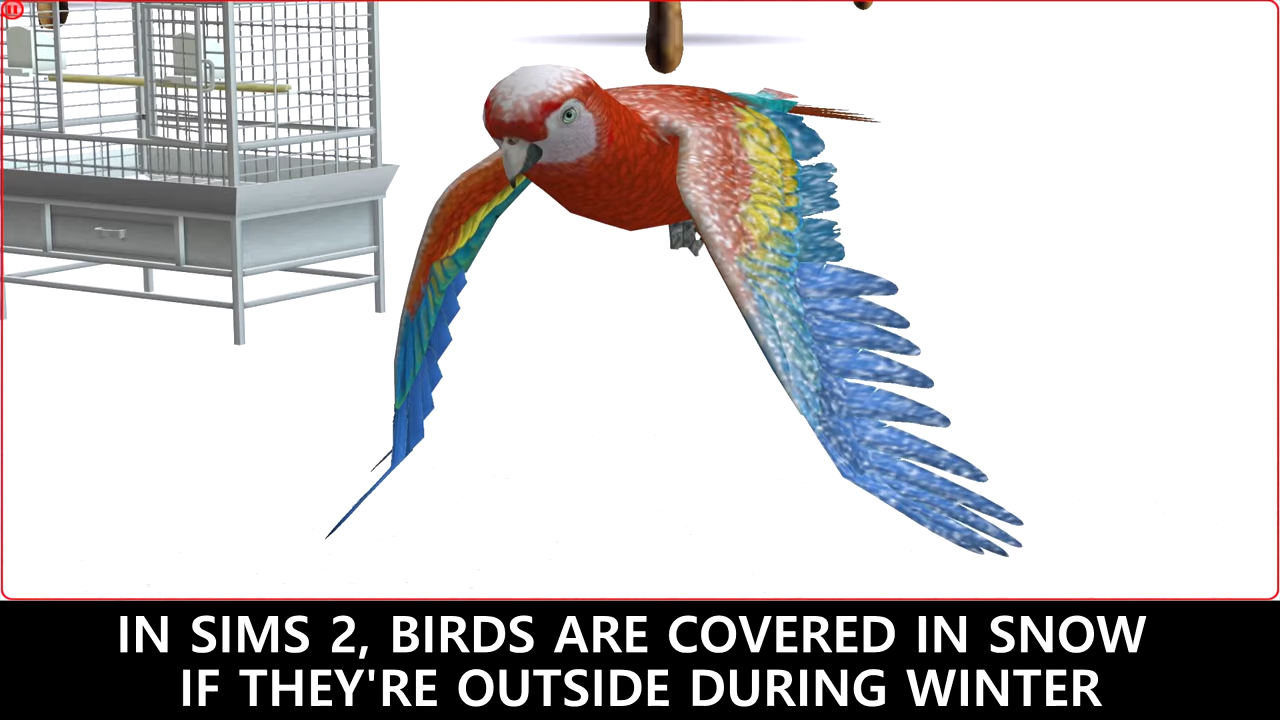 IN SIMS 2, BIRDS ARE COVERED IN SNOW
IF THEY'RE OUTSIDE DURING WINTER